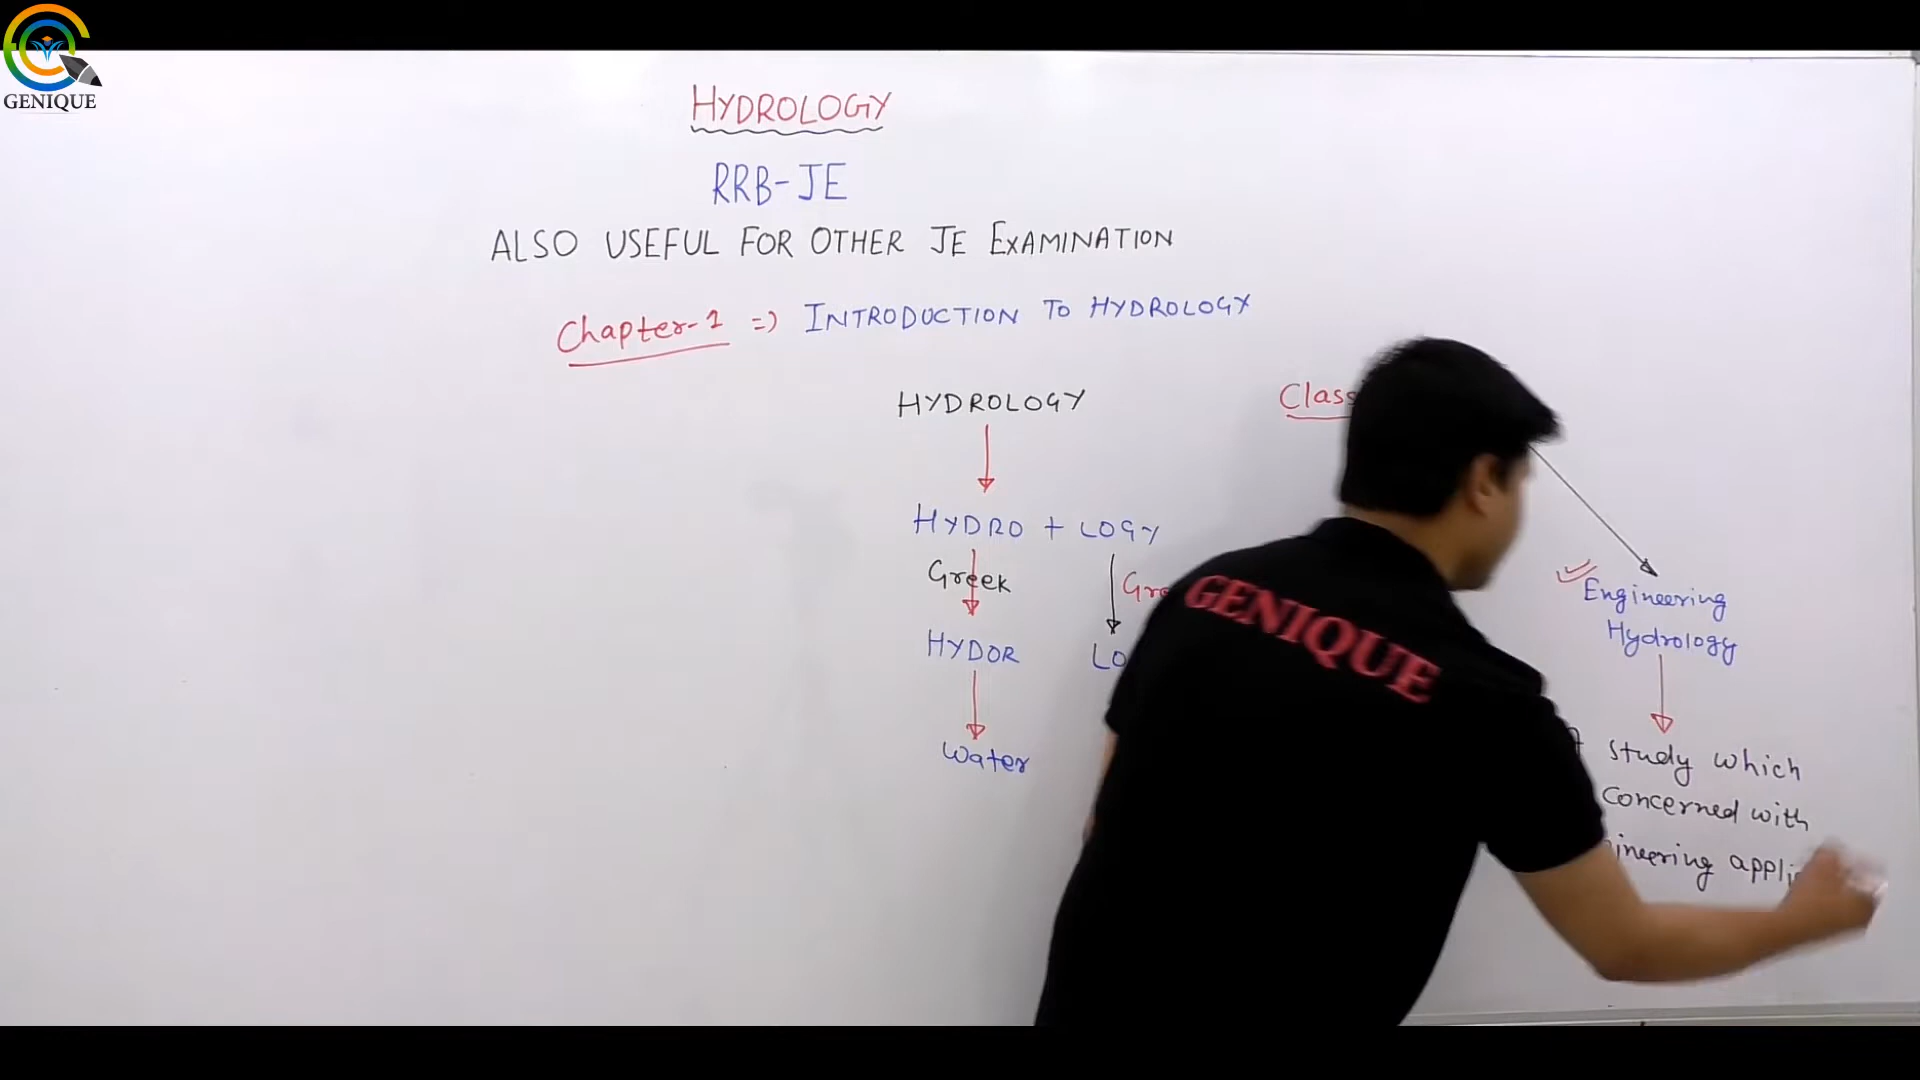 GENIQUE
HYDROLOGY
RRB-JE
ALSO USEFUL FOR OTHER JE EXAMINATION
Chapter-1 => INTRODUCTION TO HYDROLOGY
HYDROLOGY
HYDRO + LOGY
Greek
HYDOR
Water
GENIQUE
Engineering
Hydrology
Study which
concerned with